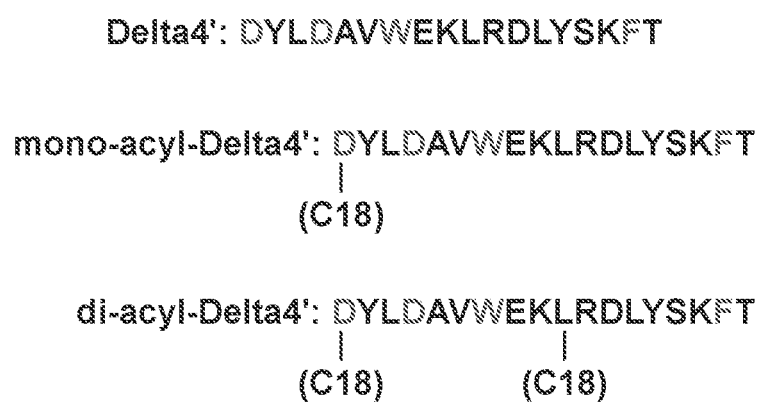 Delta4': DYLDAVWEKLRDLYSKFT
mono-acyl-Delta4': DYLDAVWEKLRDLYSKFT
(C18)
di-acyl-Delta4': DYLDAVWEKLRDLYSKFT
(C18) (C18)